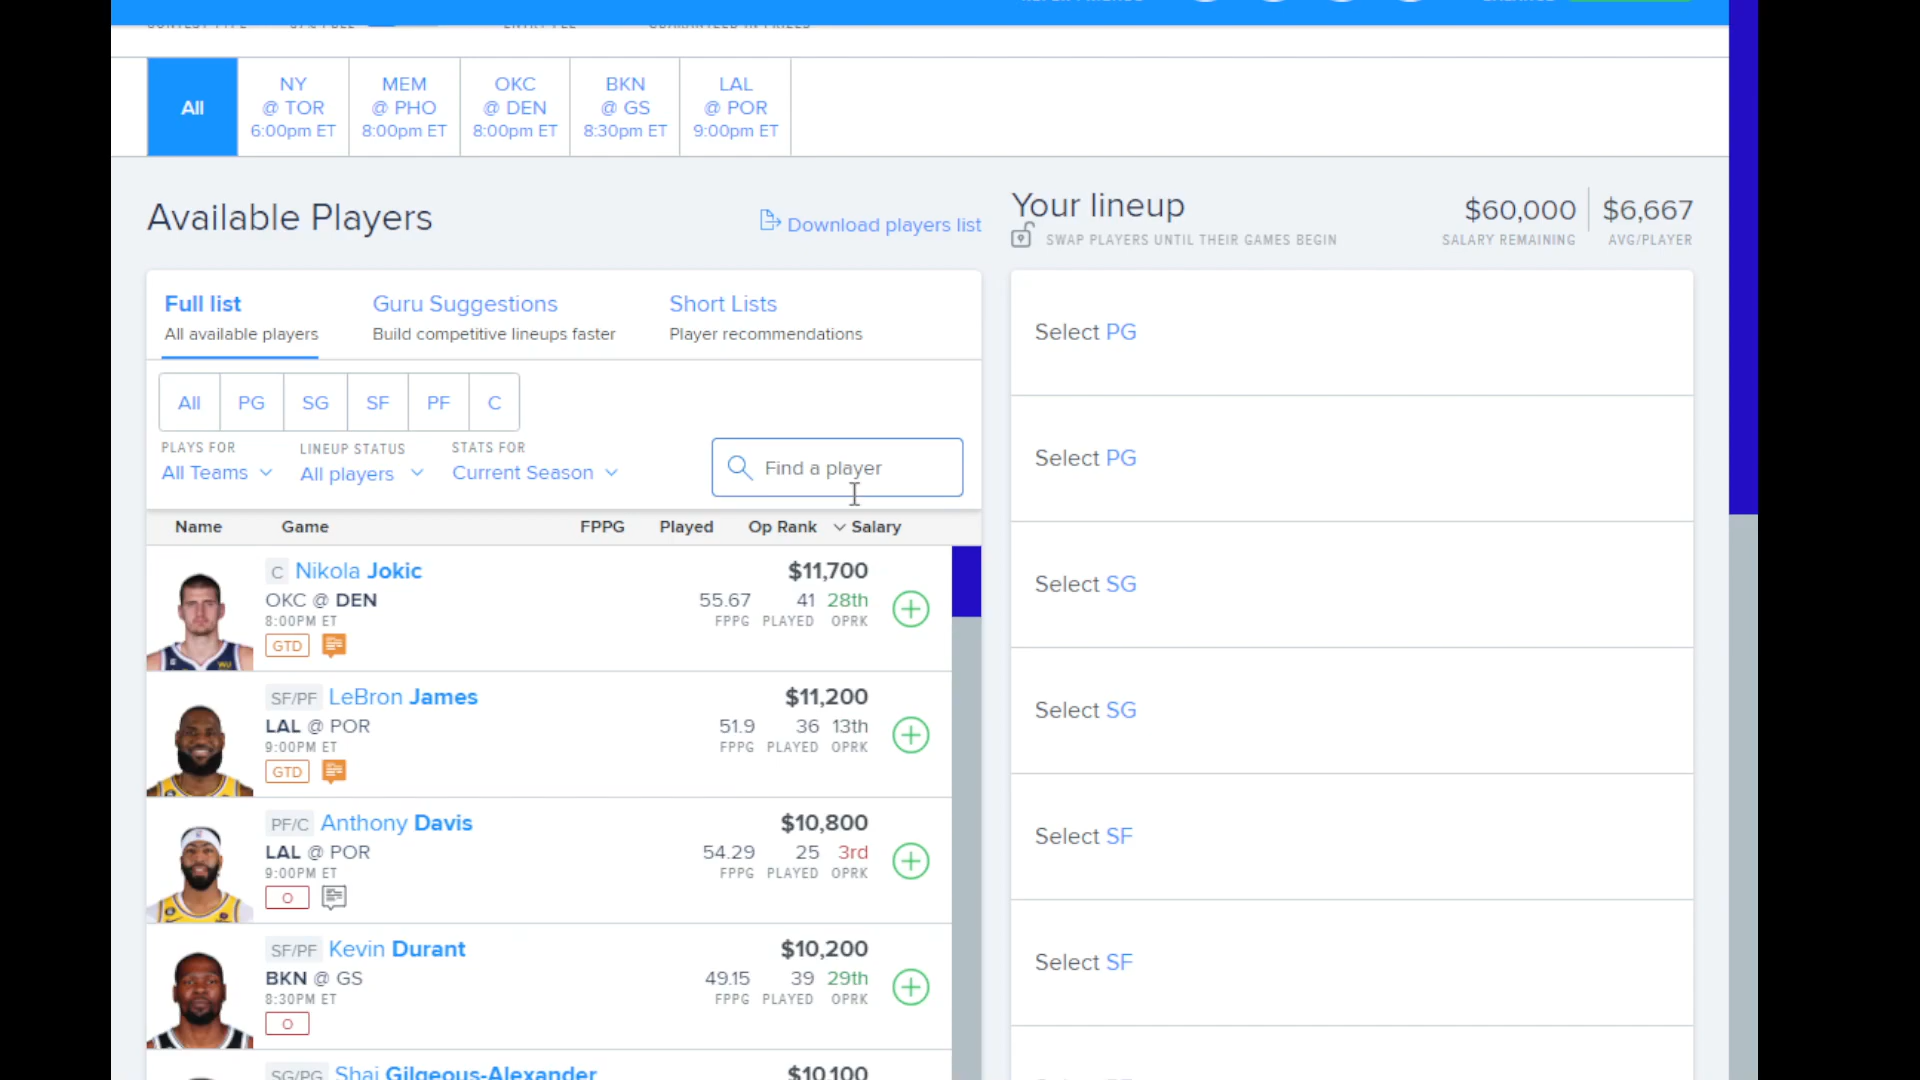 All
NY
@ TOR
6:00pm ET
MEM
@ PHO
8:00pm ET
OKC
@ DEN
8:00pm ET
BKN
@ GS
8:30pm ET
LAL
@ POR
9:00pm ET
Available Players
Download players list
Your lineup
SWAP PLAYERS UNTIL THEIR GAMES BEGIN
$60,000
SALARY REMAINING
$6,667
AVG/PLAYER
Full list
All available players
Guru Suggestions
Build competitive lineups faster
Short Lists
Player recommendations
All PG SG SF PF C
PLAYS FOR
All Teams
LINEUP STATUS
All players
STATS FOR
Current Season
Find a player
Name Game FPPG Played Op Rank Salary
C Nikola Jokic $11,700
OKC @ DEN 55.67 41 28th
8:00PM ET FPPG PLAYED OPRK
GTD
SF/PF LeBron James $11,200
LAL @ POR 51.9 36 13th
9:00PM ET FPPG PLAYED OPRK
GTD
PF/C Anthony Davis $10,800
LAL @ POR 54.29 25 3rd
9:00PM ET FPPG PLAYED OPRK
O
SF/PF Kevin Durant $10,200
BKN @ GS 49.15 39 29th
8:30PM ET FPPG PLAYED OPRK
O
SG/PG Shai Gilgeous-Alexander $10,100
Select PG
Select PG
Select SG
Select SG
Select SF
Select SF